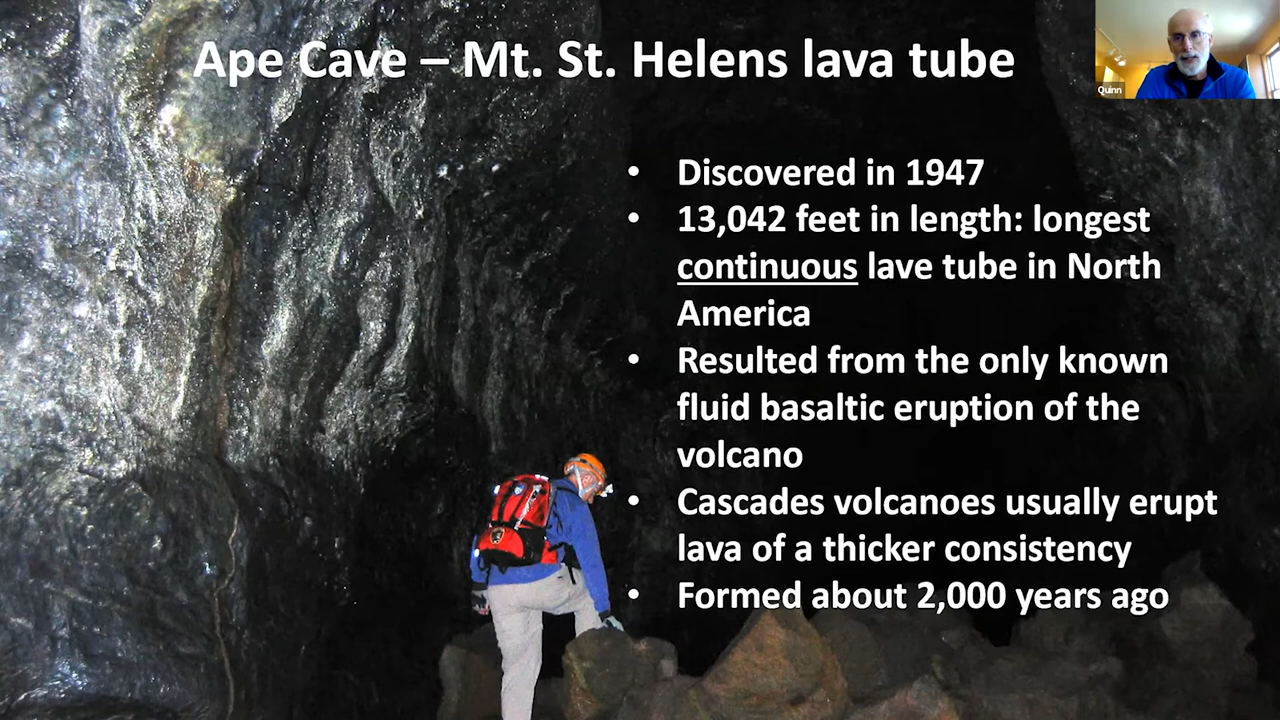 Ape Cave – Mt. St. Helens lava tube
Quinn
• Discovered in 1947
• 13,042 feet in length: longest
continuous lave tube in North
America
• Resulted from the only known
fluid basaltic eruption of the
volcano
• Cascades volcanoes usually erupt
lava of a thicker consistency
• Formed about 2,000 years ago